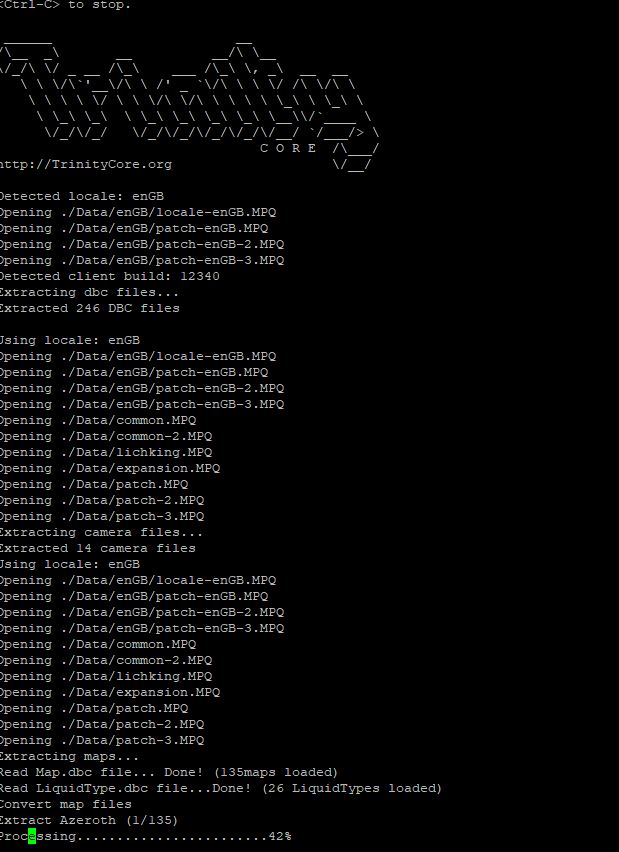 <Ctrl-C> to stop.
C O R E
http://TrinityCore.org
Detected locale: enGB
Opening ./Data/enGB/locale-enGB.MPQ
Opening ./Data/enGB/patch-enGB.MPQ
Opening ./Data/enGB/patch-enGB-2.MPQ
Opening ./Data/enGB/patch-enGB-3.MPQ
Detected client build: 12340
Extracting dbc files...
Extracted 246 DBC files
Using locale: enGB
Opening ./Data/enGB/locale-enGB.MPQ
Opening ./Data/enGB/patch-enGB.MPQ
Opening ./Data/enGB/patch-enGB-2.MPQ
Opening ./Data/enGB/patch-enGB-3.MPQ
Opening ./Data/common.MPQ
Opening ./Data/common-2.MPQ
Opening ./Data/lichking.MPQ
Opening ./Data/expansion.MPQ
Opening ./Data/patch.MPQ
Opening ./Data/patch-2.MPQ
Opening ./Data/patch-3.MPQ
Extracting camera files...
Extracted 14 camera files
Using locale: enGB
Opening ./Data/enGB/locale-enGB.MPQ
Opening ./Data/enGB/patch-enGB.MPQ
Opening ./Data/enGB/patch-enGB-2.MPQ
Opening ./Data/enGB/patch-enGB-3.MPQ
Opening ./Data/common.MPQ
Opening ./Data/common-2.MPQ
Opening ./Data/lichking.MPQ
Opening ./Data/expansion.MPQ
Opening ./Data/patch.MPQ
Opening ./Data/patch-2.MPQ
Opening ./Data/patch-3.MPQ
Extracting maps...
Read Map.dbc file... Done! (135maps loaded)
Read LiquidType.dbc file...Done! (26 LiquidTypes loaded)
Convert map files
Extract Azeroth (1/135)
Processing........................42%